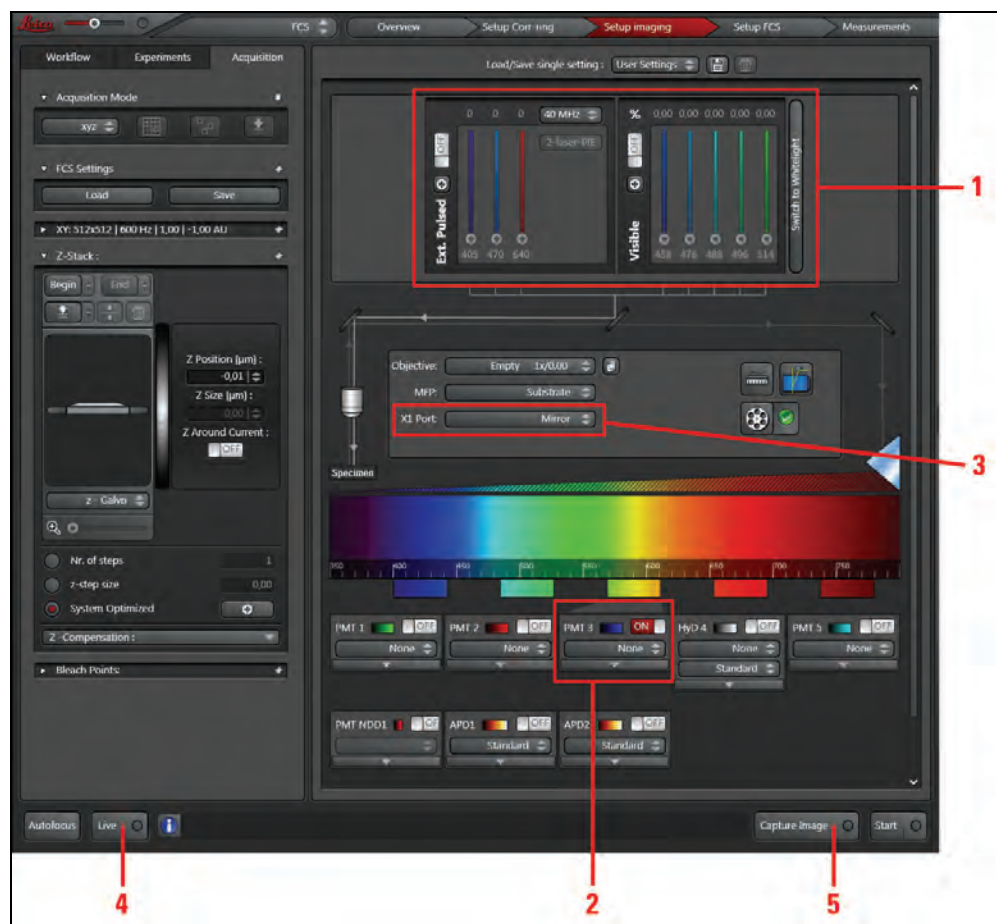 Leica
FCS Overview Setup Corr-ring Setup imaging Setup FCS Measurements
Workflow Experiments Acquisition
Load/Save single setting : User Settings
Acquisition Mode
xyz
FCS Settings
Load Save
XY: 512x512 | 600 Hz | 1,00 | -1,00 AU
Z-Stack :
Begin End
Z Position [µm] :
-0,01
Z Size [µm] :
0,00
Z Around Current :
OFF
z - Galvo
Nr. of steps 1
z-step size 0,00
System Optimized
Z -Compensation :
Bleach Points:
Ext. Pulsed
OFF
0 0 0 40 MHz
2-laser-PIE
405 470 640
Visible
OFF
% 0,00 0,00 0,00 0,00 0,00
458 476 488 496 514
Switch to Whitelight
1
Objective: Empty 1x/0.00
MFP: Substrate
X1 Port: Mirror
3
Specimen
350 400 450 500 550 600 650 700 750
PMT 1 OFF PMT 2 OFF PMT 3 ON HyD 4 OFF PMT 5 OFF
None None None None None
Standard
PMT NDD1 OF APD1 OFF APD2 OFF
Standard Standard
Autofocus Live i Capture Image Start
4 2 5